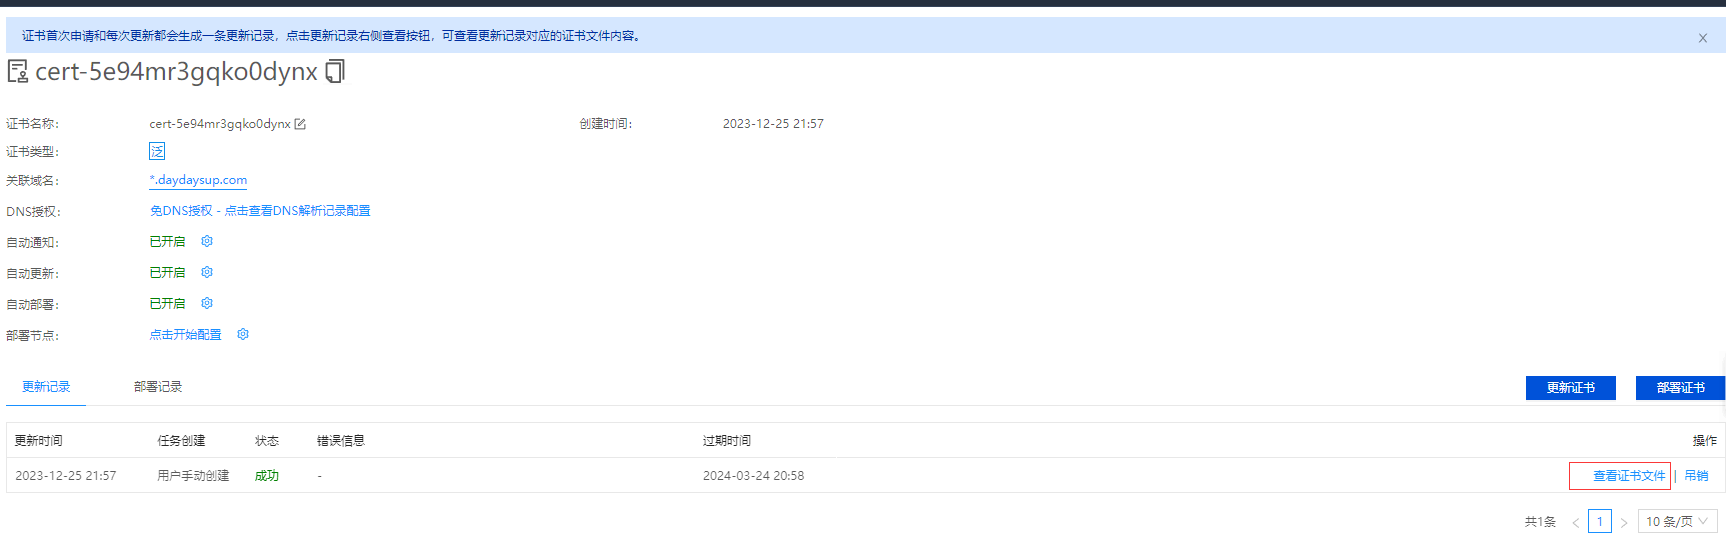 证书首次申请和每次更新都会生成一条更新记录，点击更新记录右侧查看按钮，可查看更新记录对应的证书文件内容。
cert-5e94mr3gqko0dynx
证书名称： cert-5e94mr3gqko0dynx 创建时间： 2023-12-25 21:57
证书类型： 泛
关联域名： *.daydaysup.com
DNS授权： 免DNS授权 - 点击查看DNS解析记录配置
自动通知： 已开启
自动更新： 已开启
自动部署： 已开启
部署节点： 点击开始配置
更新记录 部署记录 更新证书 部署证书
更新时间 任务创建 状态 错误信息 过期时间 操作
2023-12-25 21:57 用户手动创建 成功 - 2024-03-24 20:58 查看证书文件 | 吊销
共1条 < 1 > 10 条/页